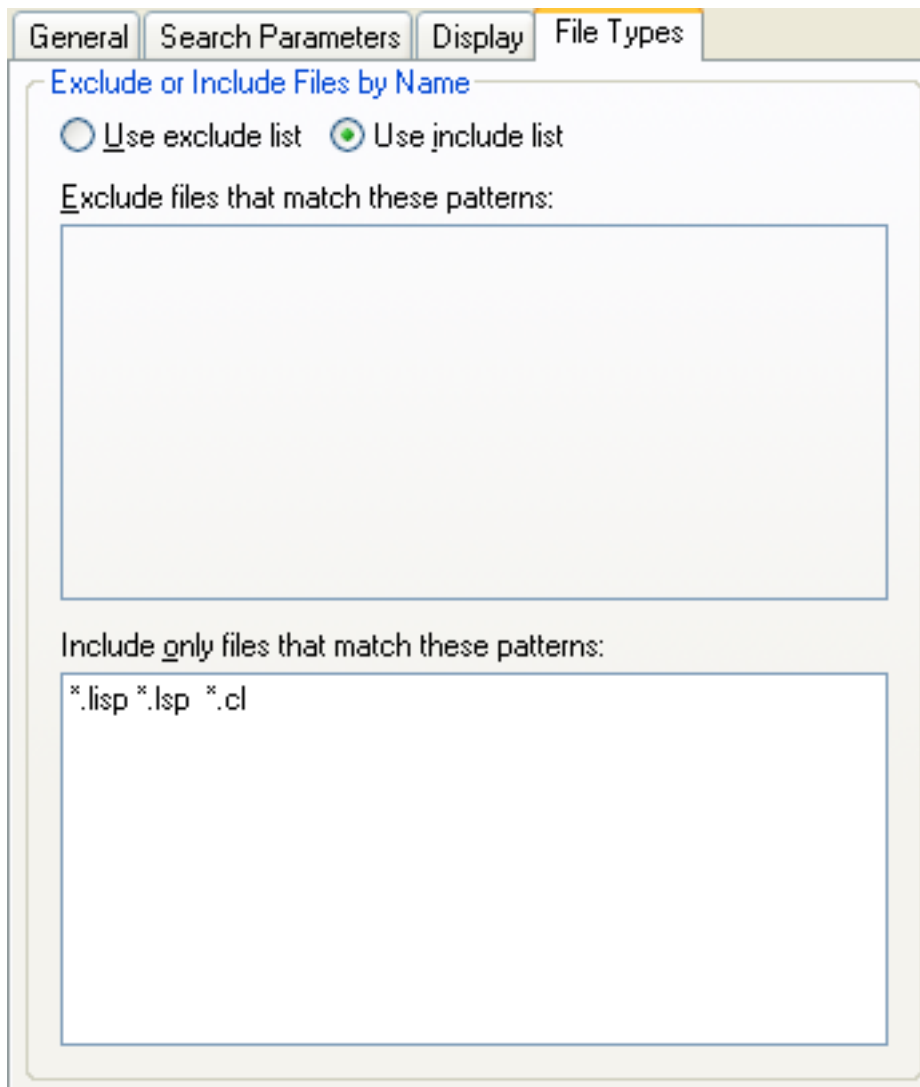 General Search Parameters Display File Types
Exclude or Include Files by Name
Use exclude list Use include list
Exclude files that match these patterns:
Include only files that match these patterns:
*.lisp *.lsp  *.cl